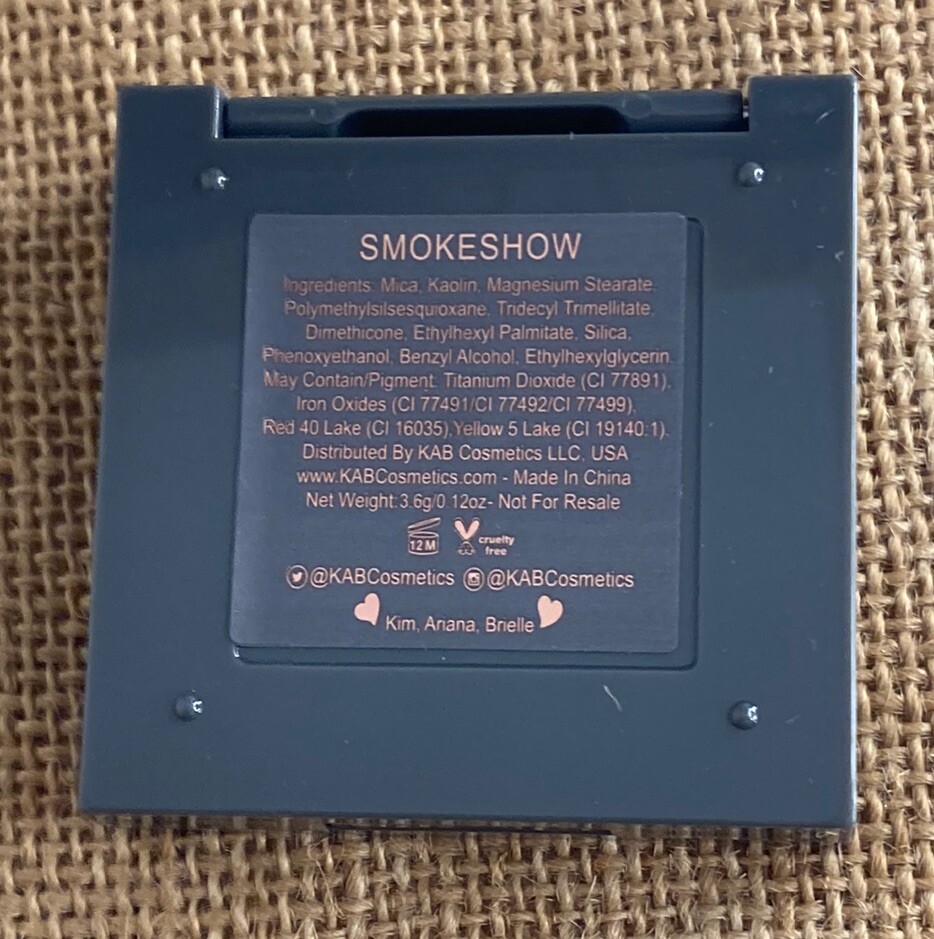 SMOKESHOW
Ingredients: Mica, Kaolin, Magnesium Stearate,
Polymethylsilsesquioxane, Tridecyl Trimellitate,
Dimethicone, Ethylhexyl Palmitate, Silica,
Phenoxyethanol, Benzyl Alcohol, Ethylhexylglycerin.
May Contain/Pigment: Titanium Dioxide (CI 77891),
Iron Oxides (CI 77491/CI 77492/CI 77499),
Red 40 Lake (CI 16035),Yellow 5 Lake (CI 19140:1).
Distributed By KAB Cosmetics LLC, USA
www.KABCosmetics.com - Made In China
Net Weight:3.6g/0.12oz- Not For Resale
12 M cruelty
free
@KABCosmetics @KABCosmetics
Kim, Ariana, Brielle